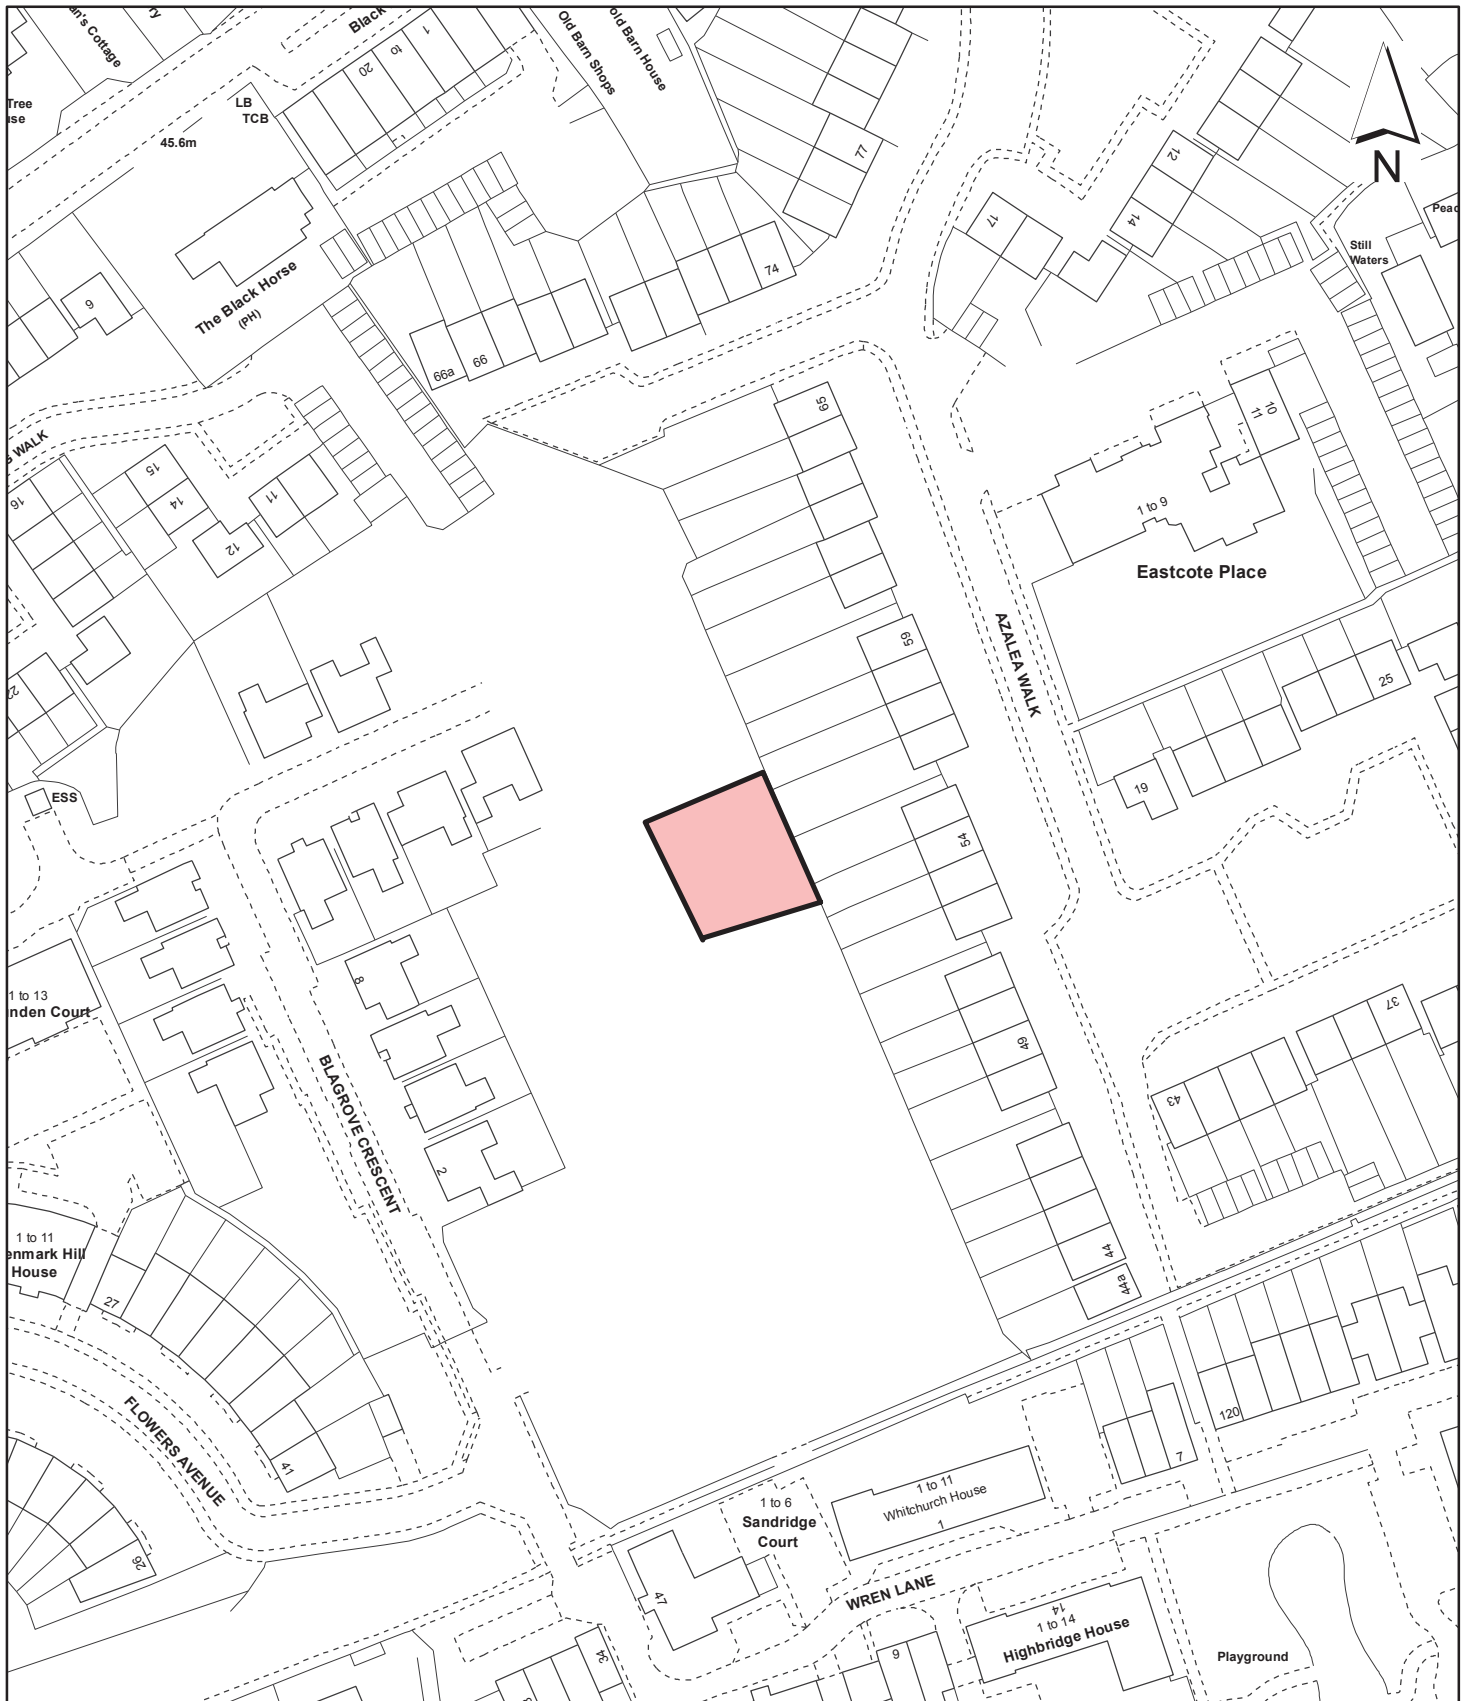 Black
1
to
20
Old Barn Shops
Old Barn House
LB
TCB
45.6m
77
12
14
17
N
Still
Waters
The Black Horse
(PH)
9
74
66a
66
65
10
11
WALK
15
14
11
16
12
1 to 9
Eastcote Place
59
AZALEA WALK
25
19
ESS
54
1 to 13
8
49
37
43
BLAGROVE CRESCENT
2
44
44a
1 to 11
House
27
FLOWERS AVENUE
41
26
120
7
1 to 11
Whitchurch House
1
1 to 6
Sandridge
Court
47
WREN LANE
14
1 to 14
Highbridge House
34
9
Playground